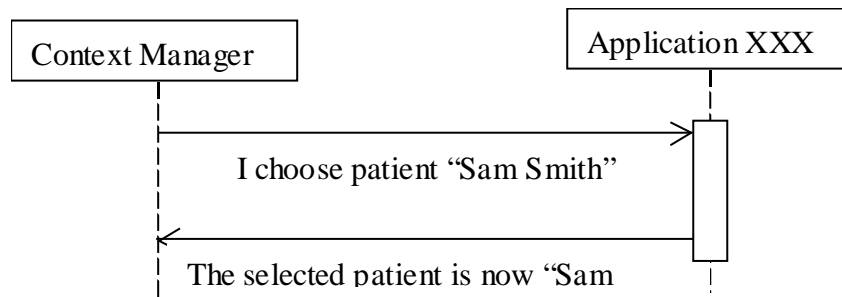 Context Manager
Application XXX
I choose patient “Sam Smith”
The selected patient is now “Sam